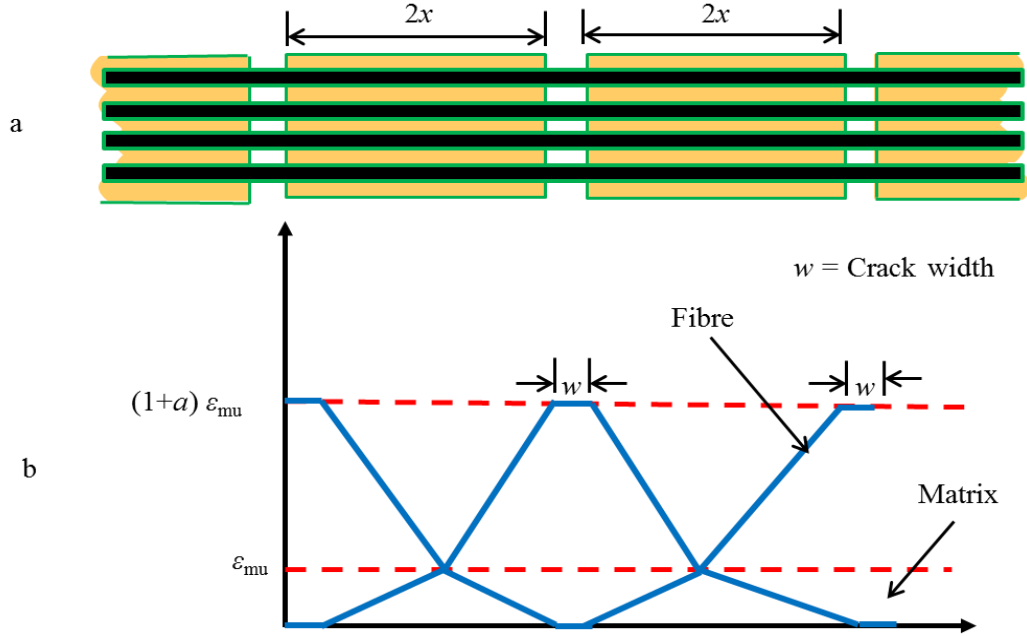 2x 2x
a
w = Crack width
Fibre
w w
(1+a) εmu
b
Matrix
εmu